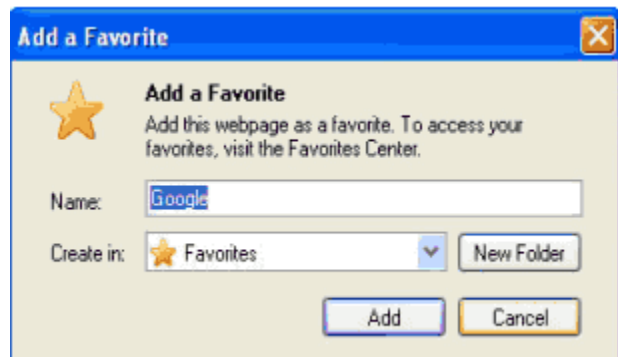 Add a Favorite
Add a Favorite
Add this webpage as a favorite. To access your
favorites, visit the Favorites Center.
Name: Google
Create in: Favorites New Folder
Add Cancel